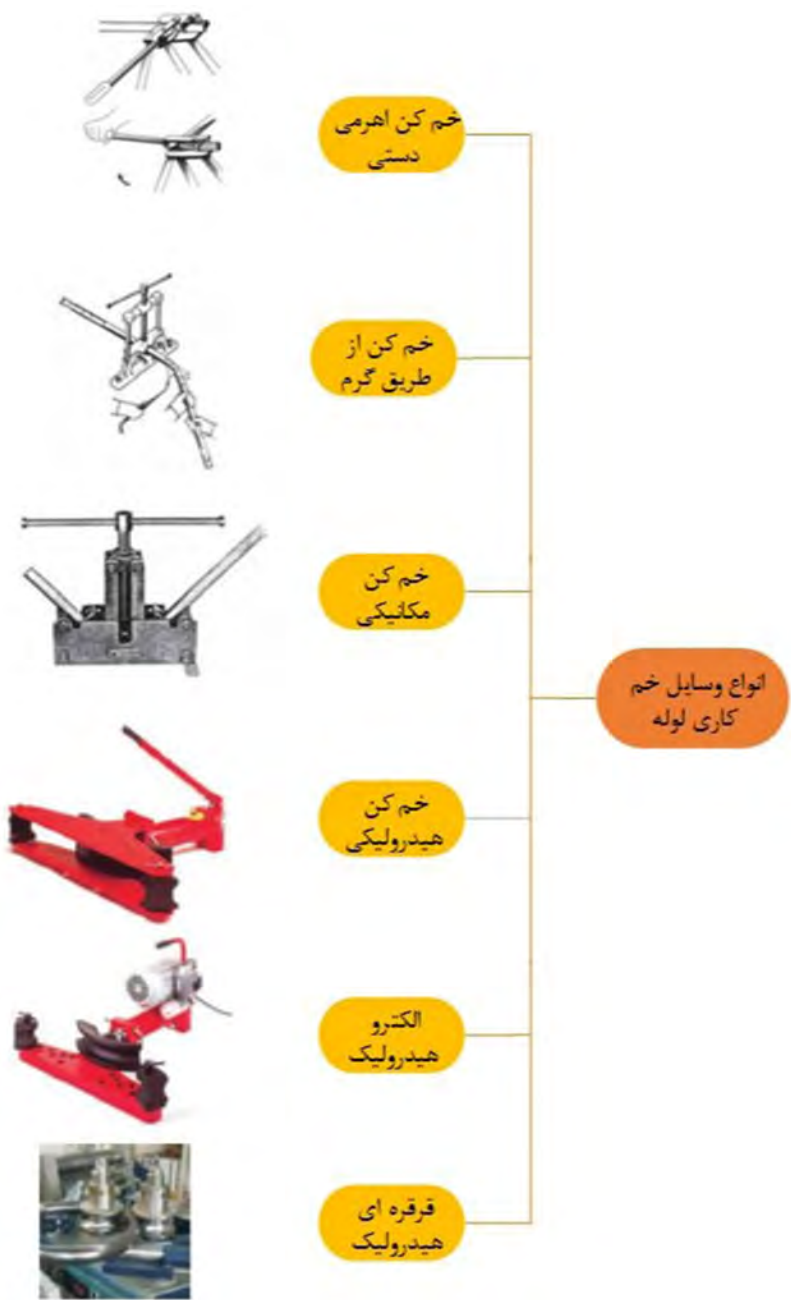 انواع وسایل خم
کاری لوله
خم کن اهرمی
دستی
خم کن از
طریق گرم
خم کن
مکانیکی
خم کن
هیدرولیکی
الکترو
هیدرولیک
قرقره ای
هیدرولیک